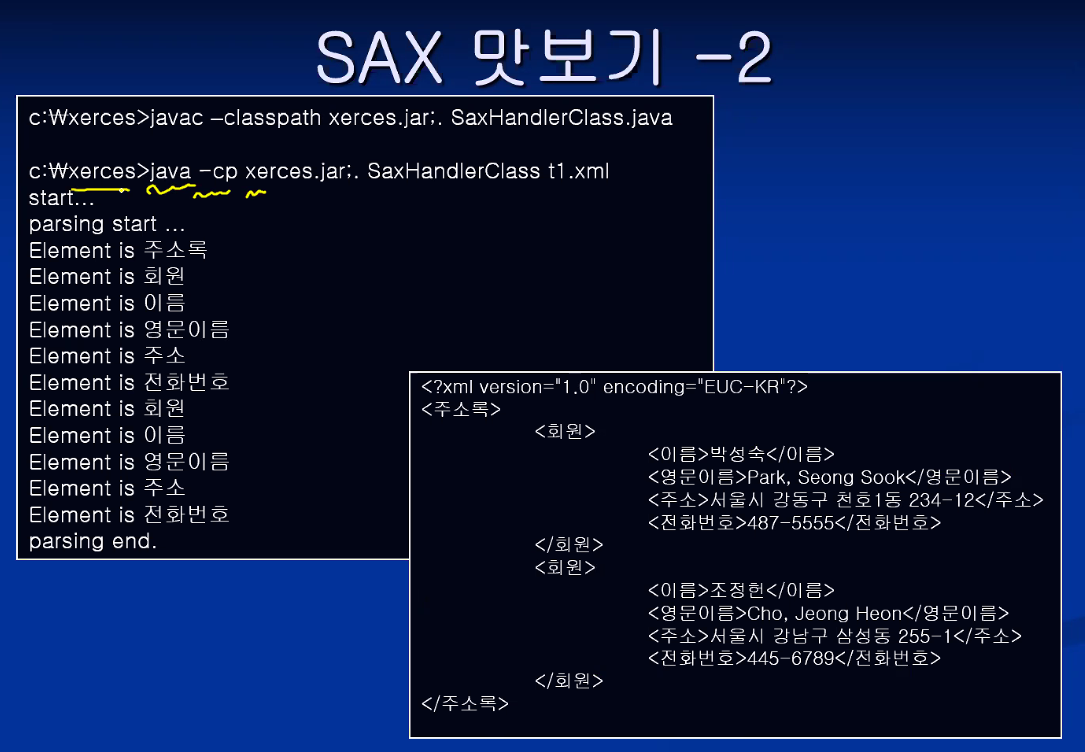 SAX 맛보기 -2
c:₩xerces>javac –classpath xerces.jar;. SaxHandlerClass.java
c:₩xerces>java -cp xerces.jar;. SaxHandlerClass t1.xml
start...
parsing start ...
Element is 주소록
Element is 회원
Element is 이름
Element is 영문이름
Element is 주소
Element is 전화번호
Element is 회원
Element is 이름
Element is 영문이름
Element is 주소
Element is 전화번호
parsing end.
<?xml version="1.0" encoding="EUC-KR"?>
<주소록>
<회원>
<이름>박성숙</이름>
<영문이름>Park, Seong Sook</영문이름>
<주소>서울시 강동구 천호1동 234-12</주소>
<전화번호>487-5555</전화번호>
</회원>
<회원>
<이름>조정헌</이름>
<영문이름>Cho, Jeong Heon</영문이름>
<주소>서울시 강남구 삼성동 255-1</주소>
<전화번호>445-6789</전화번호>
</회원>
</주소록>